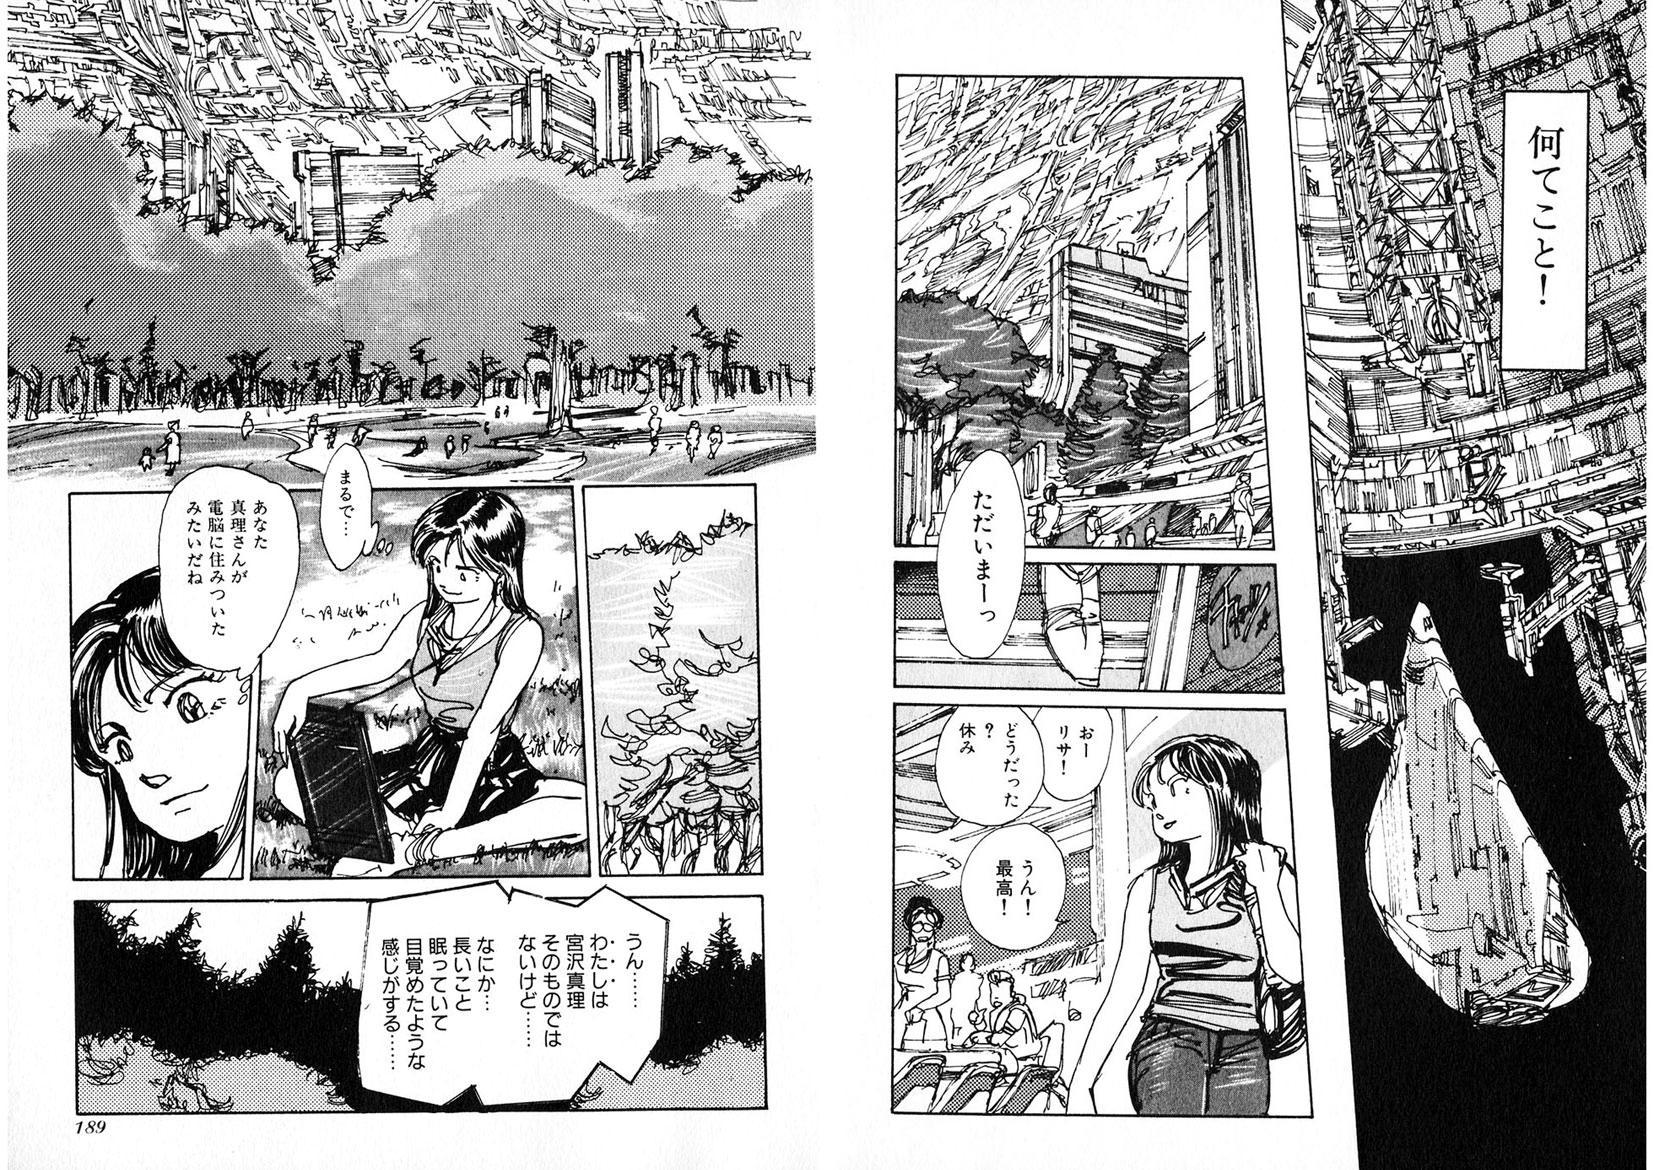 何てこと！
ただいまーっ
おー
リサ！
どうだった
？
休み
うん！
最高！
まるで…
あなた
真理さんが
電脳に住みついた
みたいだね
うん……
わたしは
宮沢真理
そのものでは
ないけど……
なにか…
長いこと
眠っていて
目覚めたような
感じがする……
189